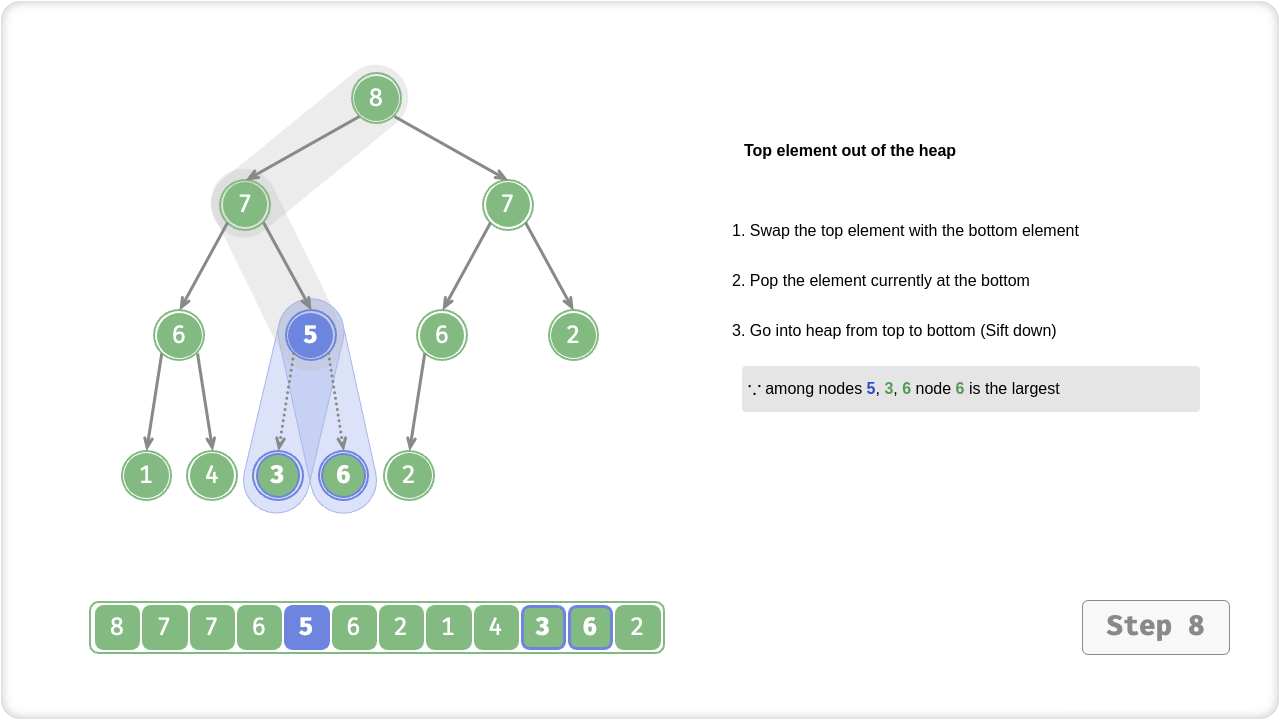 8
Top element out of the heap
7 7
1. Swap the top element with the bottom element
2. Pop the element currently at the bottom
6 5 6 2
3. Go into heap from top to bottom (Sift down)
∵ among nodes 5, 3, 6 node 6 is the largest
1 4 3 6 2
8 7 7 6 5 6 2 1 4 3 6 2
Step 8